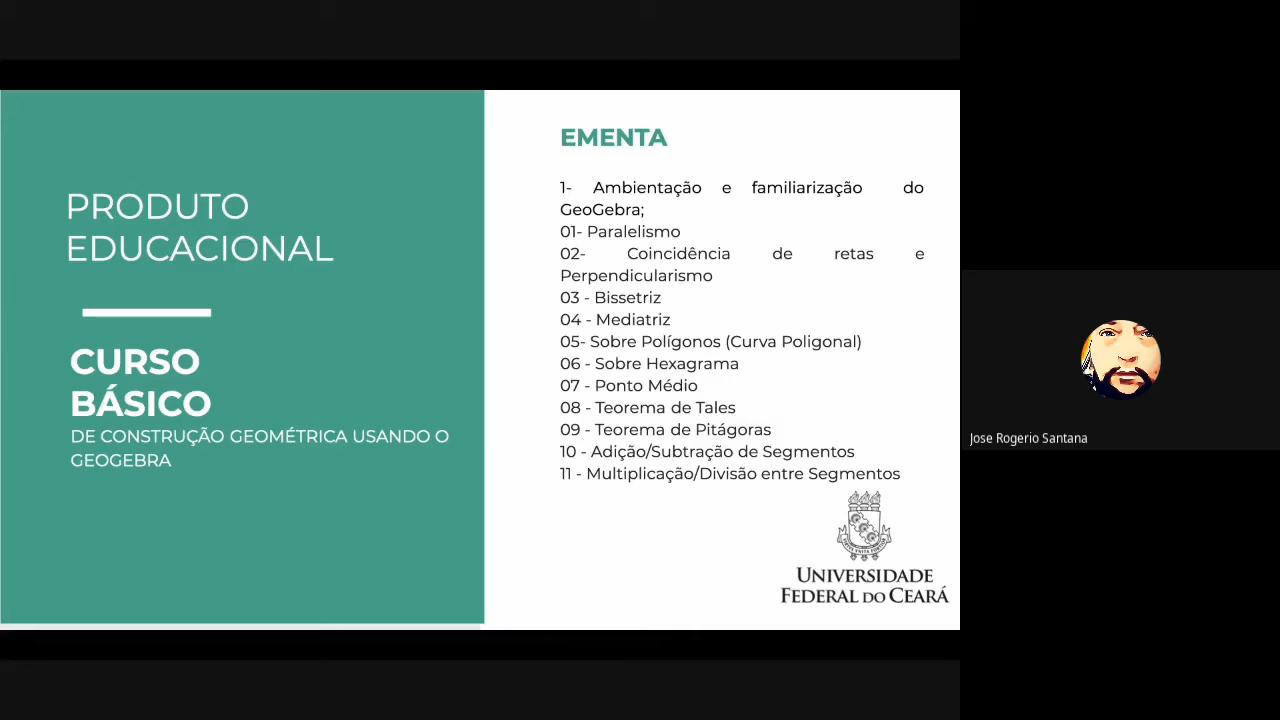 PRODUTO
EDUCACIONAL
CURSO
BÁSICO
DE CONSTRUÇÃO GEOMÉTRICA USANDO O
GEOGEBRA
EMENTA
1- Ambientação e familiarização do
GeoGebra;
01- Paralelismo
02- Coincidência de retas e
Perpendicularismo
03 - Bissetriz
04 - Mediatriz
05- Sobre Polígonos (Curva Poligonal)
06 - Sobre Hexagrama
07 - Ponto Médio
08 - Teorema de Tales
09 - Teorema de Pitágoras
10 - Adição/Subtração de Segmentos
11 - Multiplicação/Divisão entre Segmentos
UNIVERSIDADE
FEDERAL DO CEARÁ
Jose Rogerio Santana